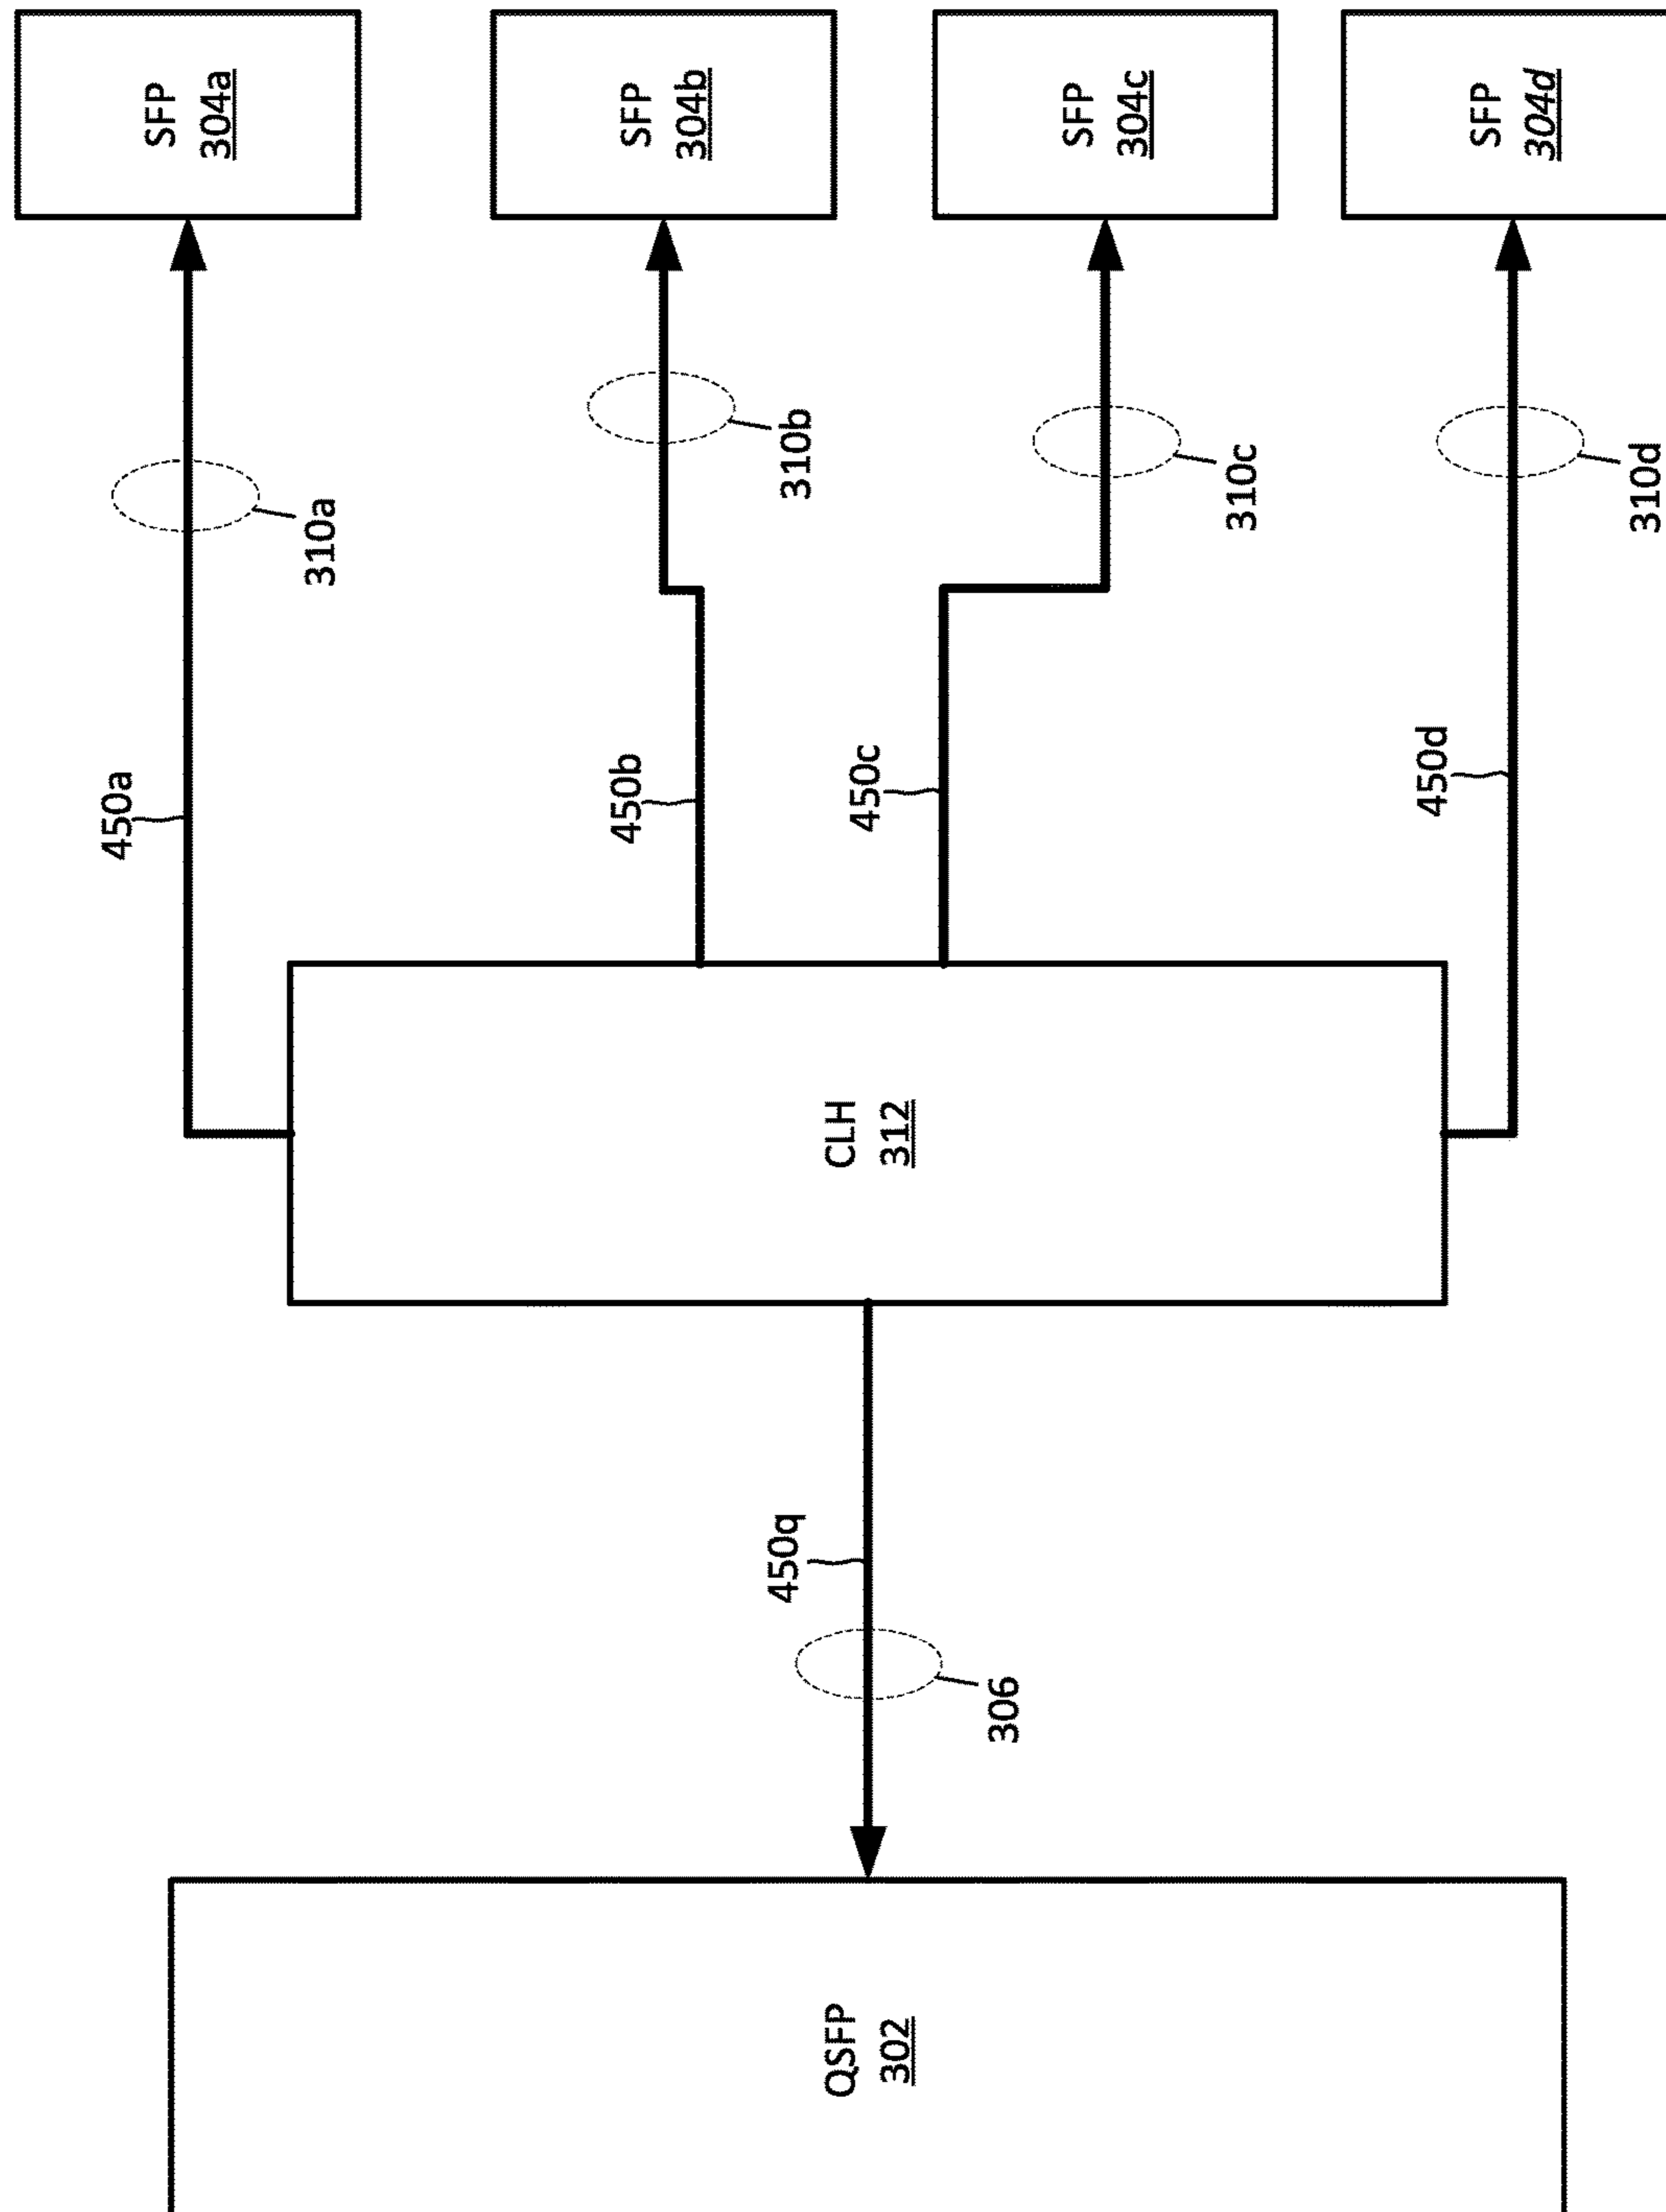 QSFP
302
306
450q
CLH
312
450a
310a
SFP
304a
450b
310b
SFP
304b
450c
310c
SFP
304c
450d
310d
SFP
304d